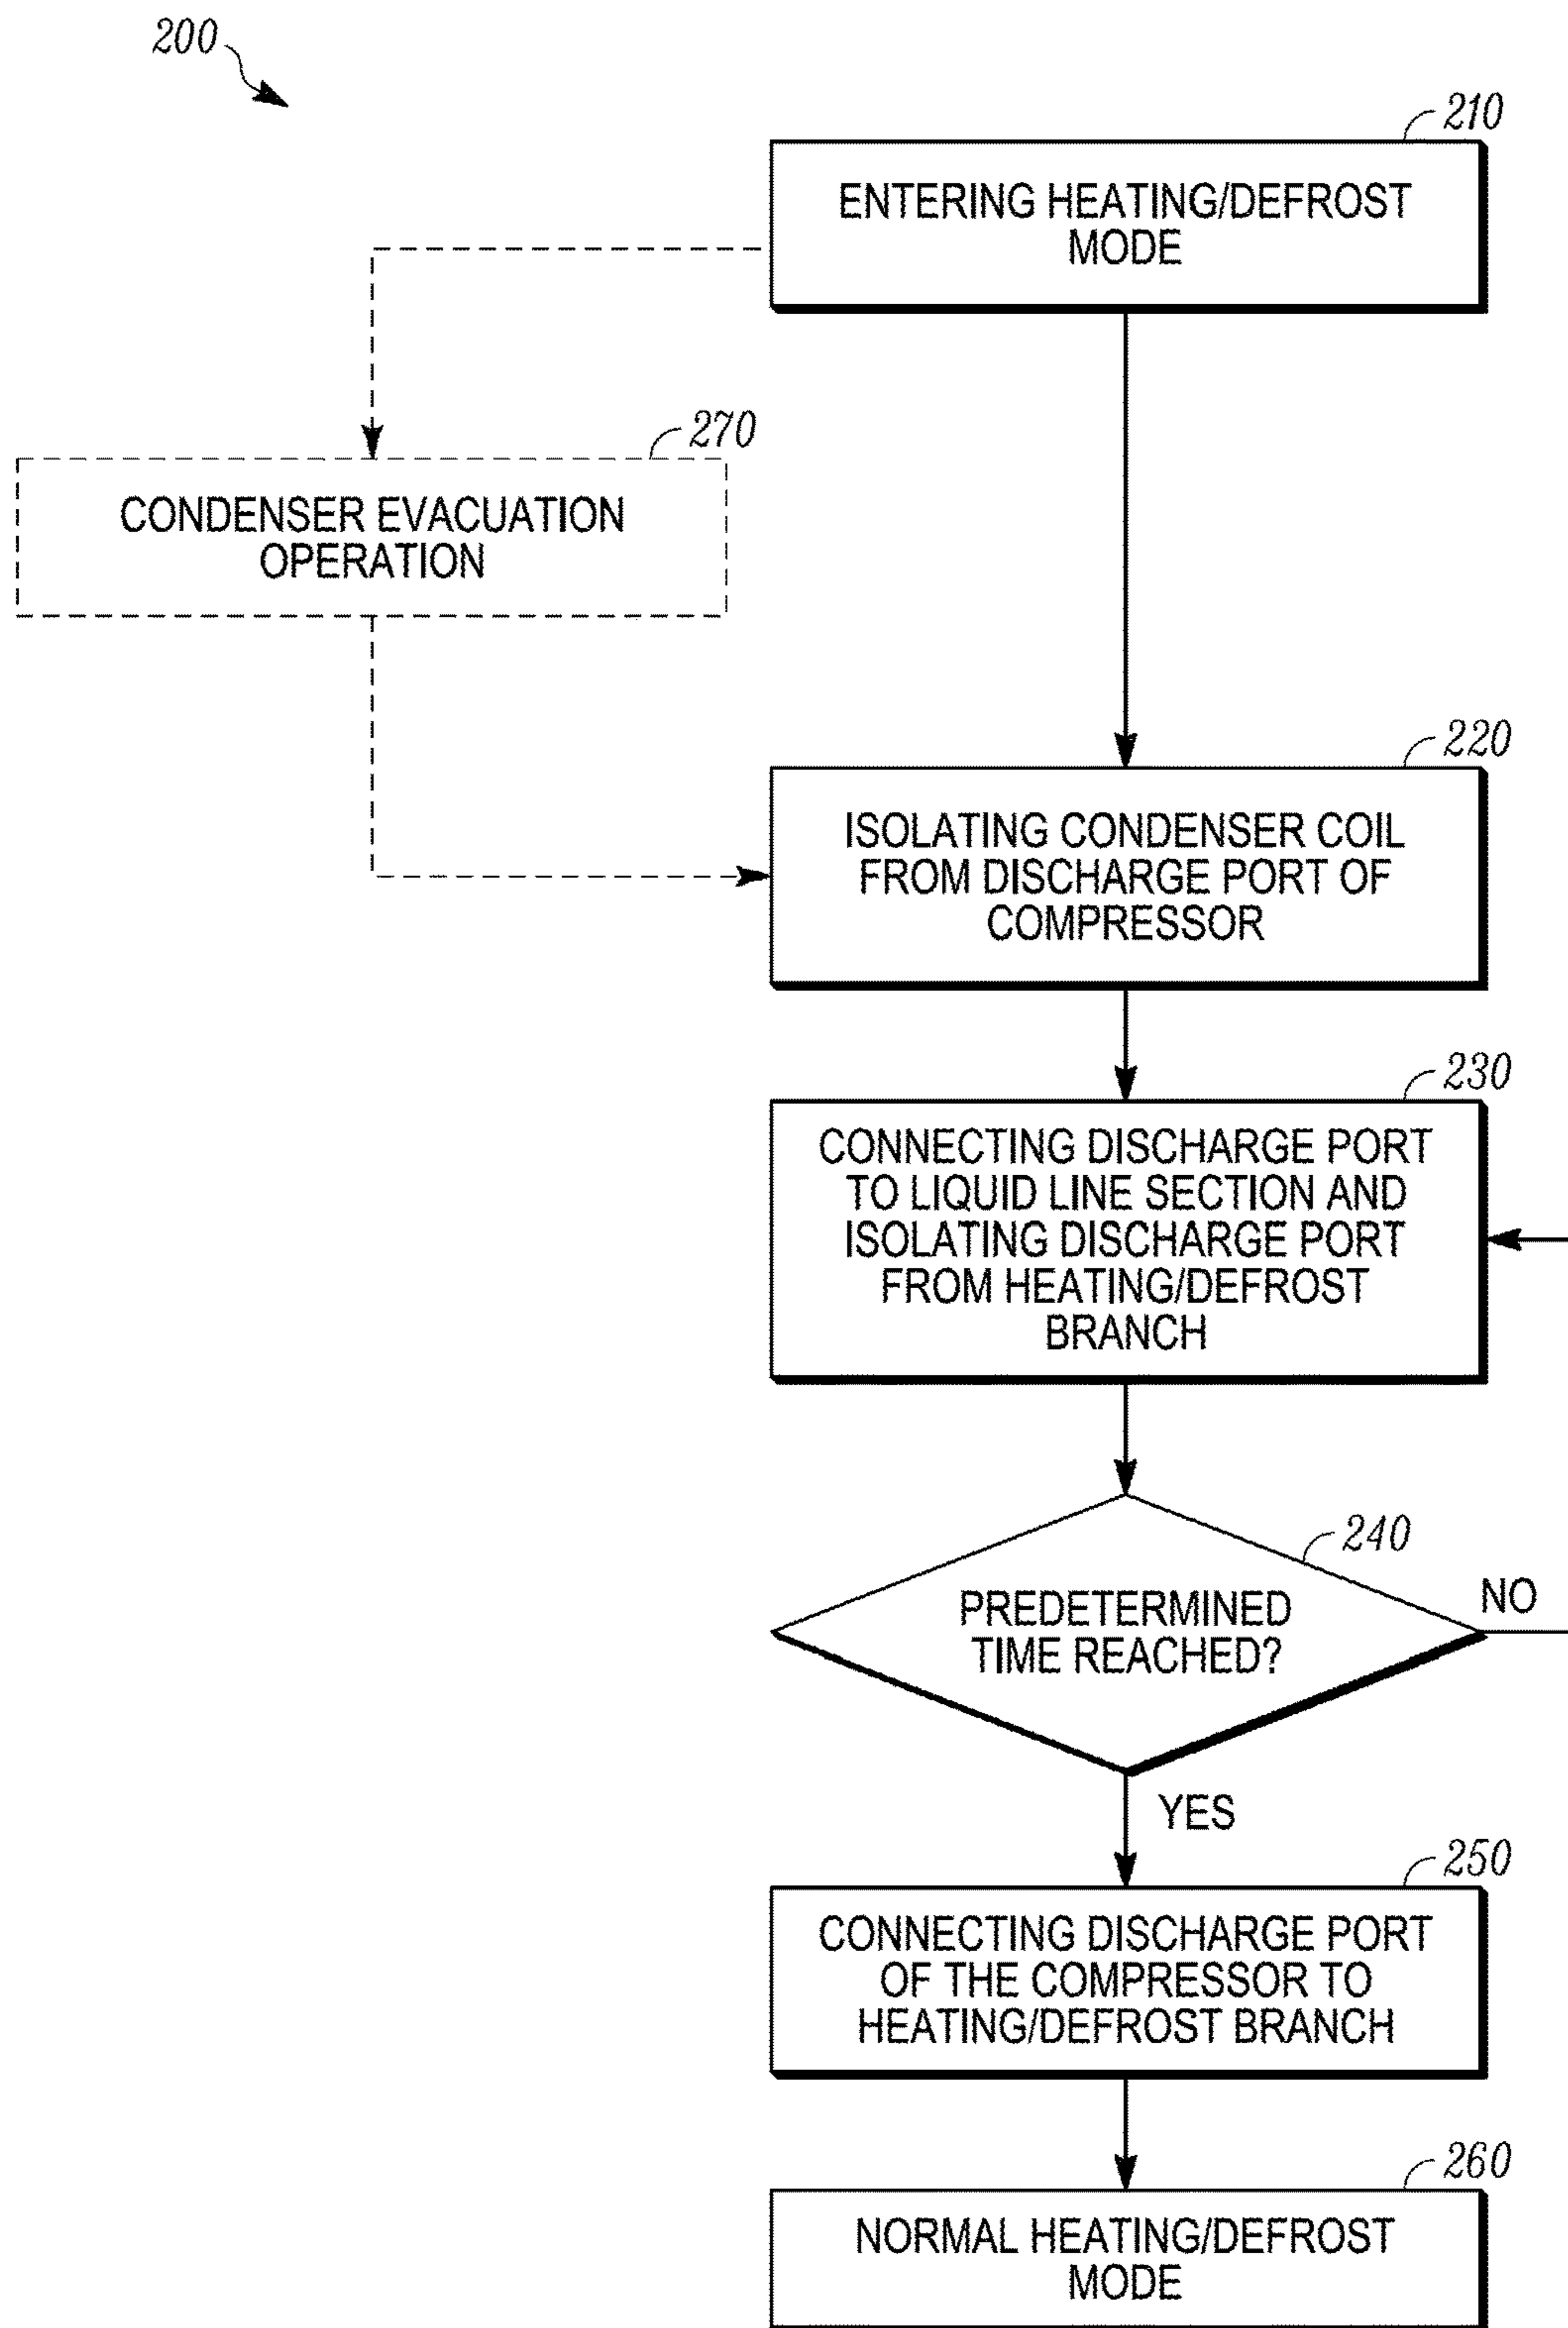 200
210
ENTERING HEATING/DEFROST
MODE
270
CONDENSER EVACUATION
OPERATION
220
ISOLATING CONDENSER COIL
FROM DISCHARGE PORT OF
COMPRESSOR
230
CONNECTING DISCHARGE PORT
TO LIQUID LINE SECTION AND
ISOLATING DISCHARGE PORT
FROM HEATING/DEFROST
BRANCH
240
PREDETERMINED
TIME REACHED?
NO
YES
250
CONNECTING DISCHARGE PORT
OF THE COMPRESSOR TO
HEATING/DEFROST BRANCH
260
NORMAL HEATING/DEFROST
MODE